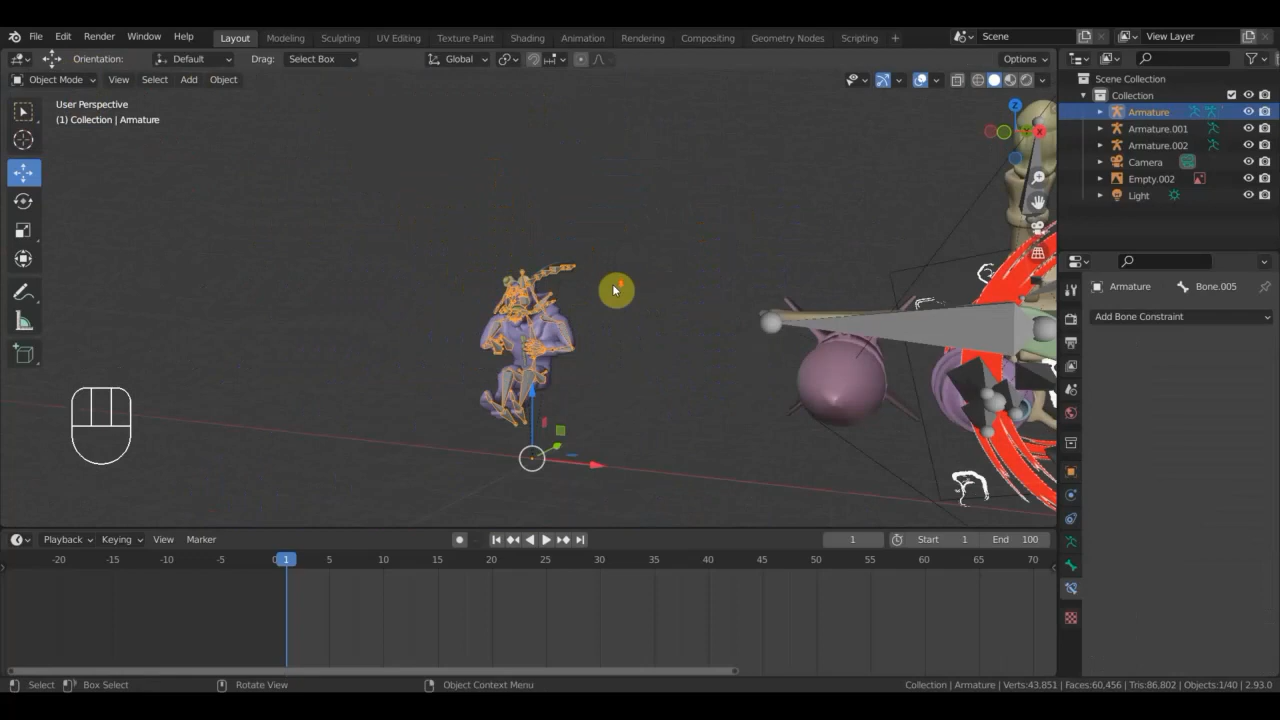 File Edit Render Window Help Layout Modeling Sculpting UV Editing Texture Paint Shading Animation Rendering Compositing Geometry Nodes Scripting + Scene View Layer
Orientation: Default Drag: Select Box Global Options
Object Mode View Select Add Object
User Perspective
(1) Collection | Armature
Z
X
Scene Collection
Collection
Armature
Armature.001
Armature.002
Camera
Empty.002
Light
Armature Bone.005
Add Bone Constraint
Playback Keying View Marker 1 Start 1 End 100
-20 -15 -10 -5 0 1 5 10 15 20 25 30 35 40 45 50 55 60 65 70
Select Box Select Rotate View Object Context Menu Collection | Armature | Verts:43.851 | Faces:60,456 | Tris:86,802 | Objects:1/40 | 2.93.0